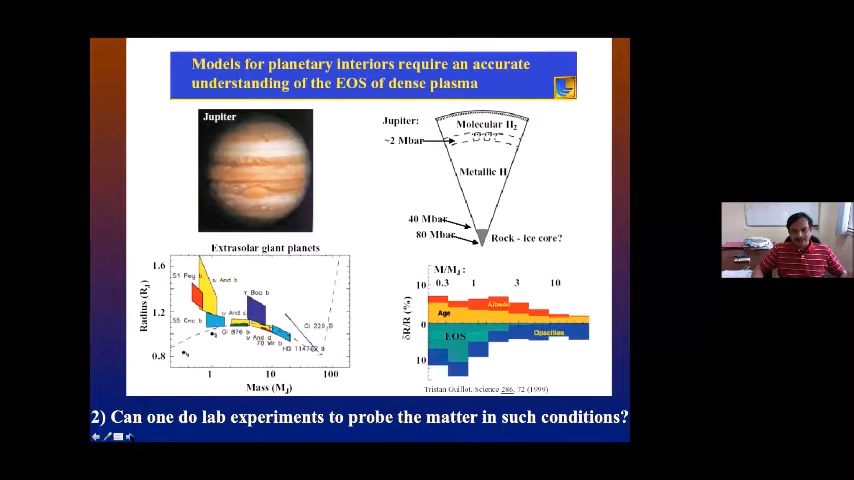 Models for planetary interiors require an accurate
understanding of the EOS of dense plasma
Jupiter
Jupiter:
~2 Mbar
Molecular H2
Metallic H
40 Mbar
80 Mbar
Rock - ice core?
Extrasolar giant planets
1.6
1.2
0.8
Radius (RJ)
51 Peg b
υ And b
τ Boo b
55 Cnc b
υ And c
Gl 876 b
υ And d
70 Vir b
Gl 229 B
HD 114762 B
1
10
100
Mass (MJ)
M/MJ :
0.3 1 3 10
10
0
10
δR/R (%)
Albedo
Age
EOS
Opacities
Tristan Guillot, Science 286, 72 (1999)
2) Can one do lab experiments to probe the matter in such conditions?